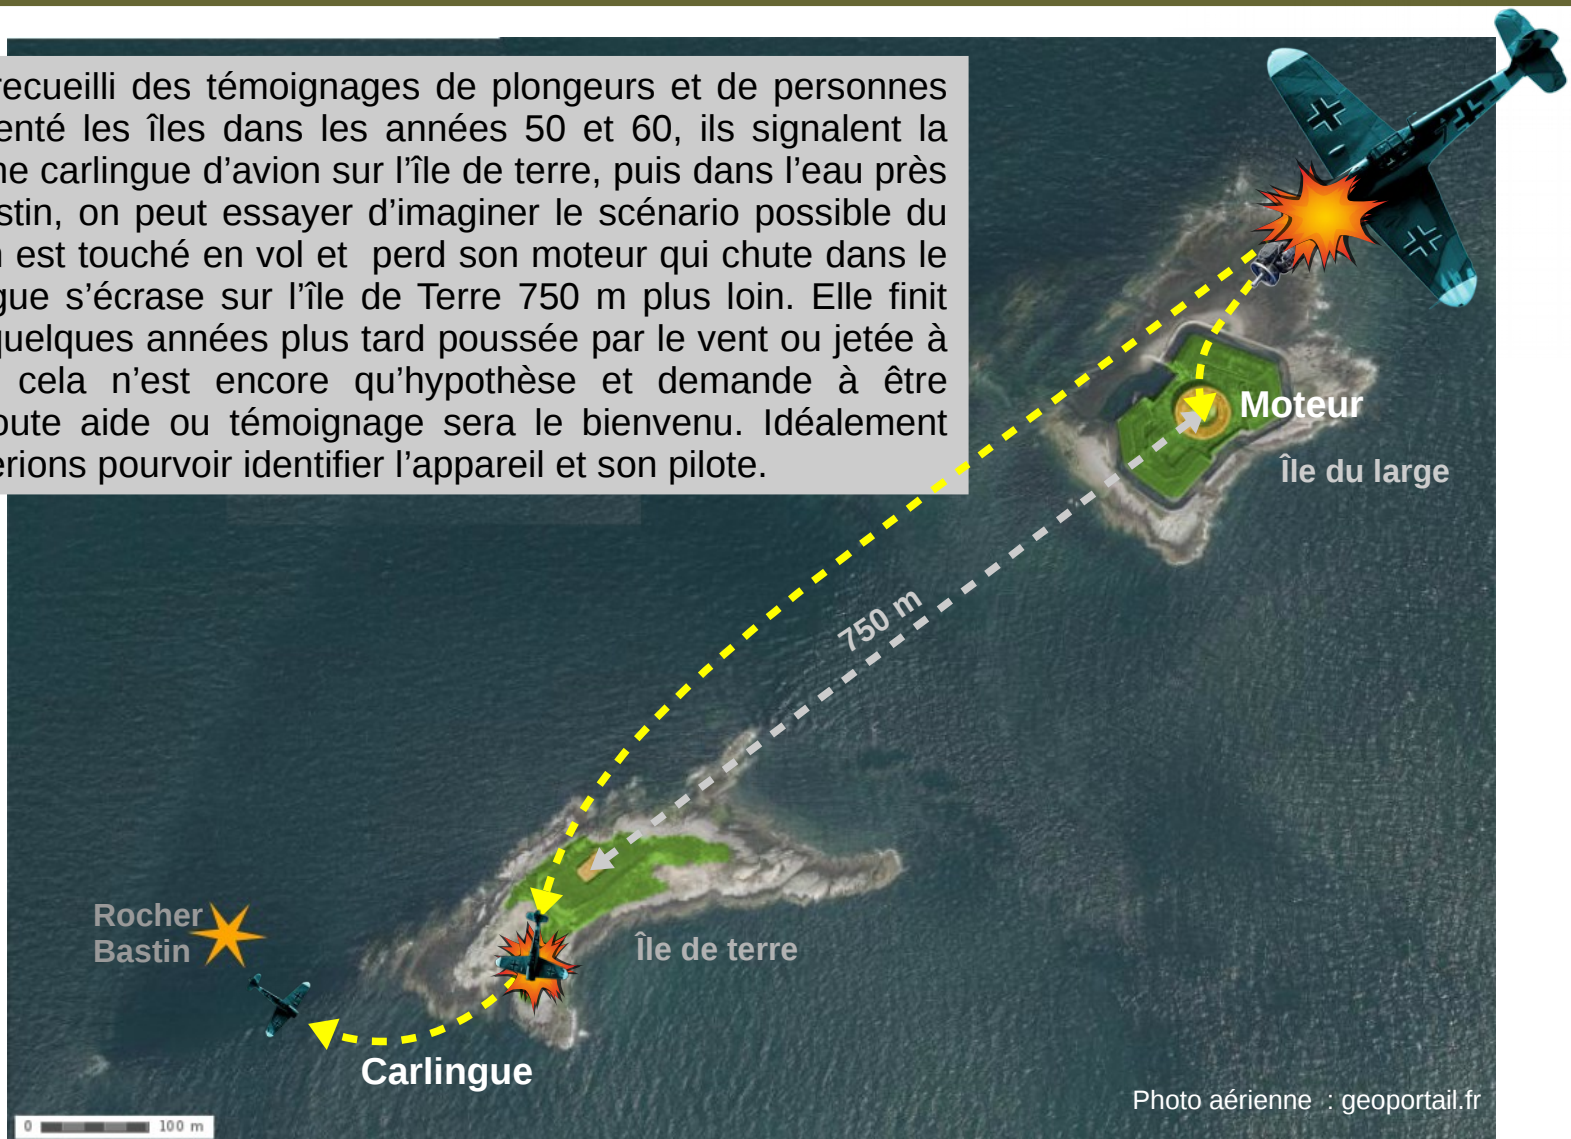 recueilli des témoignages de plongeurs et de personnes
enté les îles dans les années 50 et 60, ils signalent la
ne carlingue d’avion sur l’île de terre, puis dans l’eau près
stin, on peut essayer d’imaginer le scénario possible du
n est touché en vol et perd son moteur qui chute dans le
gue s’écrase sur l’île de Terre 750 m plus loin. Elle finit
quelques années plus tard poussée par le vent ou jetée à
cela n’est encore qu’hypothèse et demande à être
oute aide ou témoignage sera le bienvenu. Idéalement
erions pourvoir identifier l’appareil et son pilote.
Moteur
Île du large
750 m
Rocher
Bastin
Île de terre
Carlingue
Photo aérienne : geoportail.fr
0 100 m